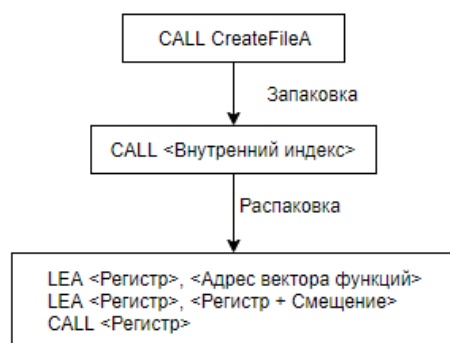 CALL CreateFileA
Запаковка
CALL <Внутренний индекс>
Распаковка
LEA <Регистр>, <Адрес вектора функций>
LEA <Регистр>, <Регистр + Смещение>
CALL <Регистр>